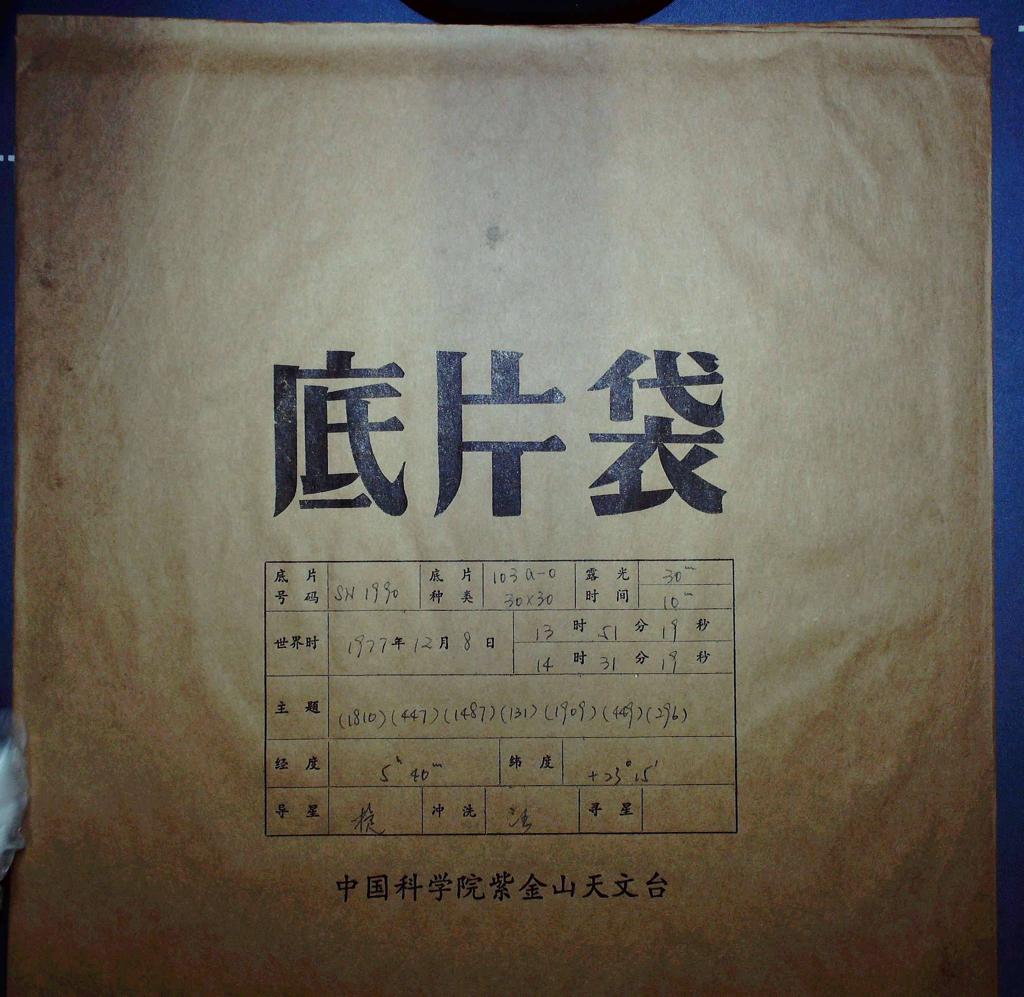 底片袋
底片号码 SN 1990 底片种类 103a-O 30×30 露光时间 30ᵐ 10ᵐ
世界时 1977年12月8日 13时51分19秒
14时31分19秒
主题 (1810)(447)(1487)(131)(1909)(449)(296)
经度 5ʰ 40ᵐ 纬度 +23°15′
导星 冲洗 寻星
中国科学院紫金山天文台